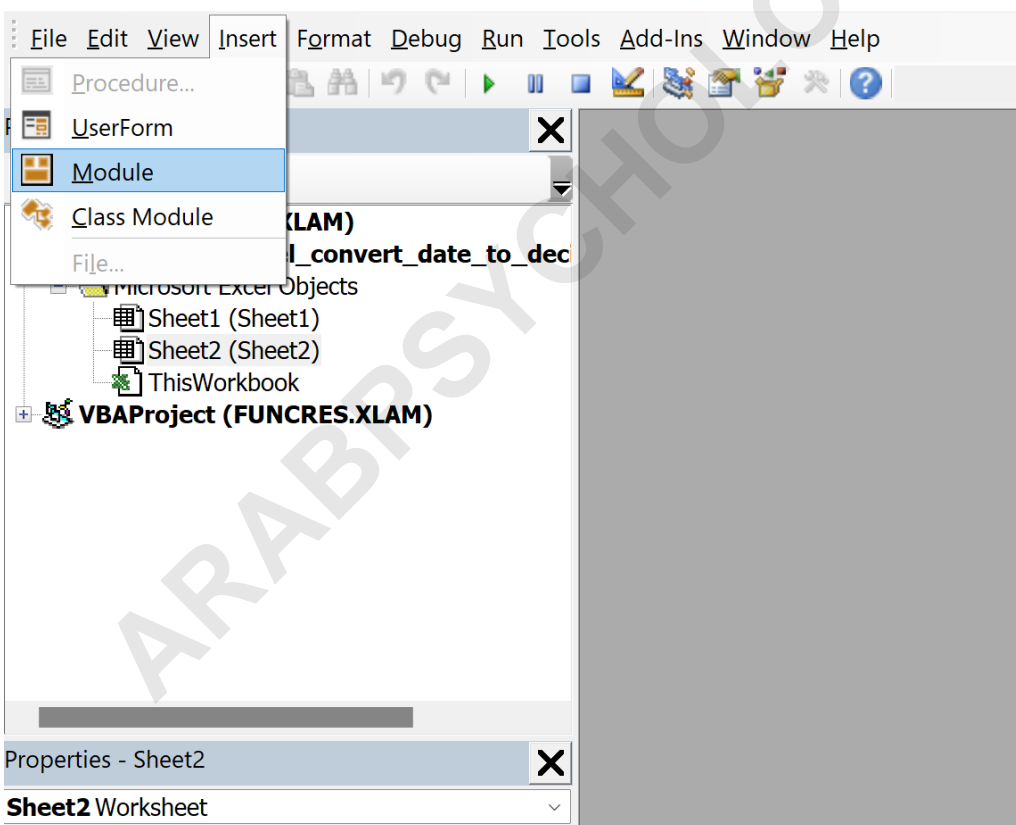 File Edit View Insert Format Debug Run Tools Add-Ins Window Help
Procedure...
UserForm
Module
Class Module
File...
XLAM)
l_convert_date_to_deci
Microsoft Excel Objects
Sheet1 (Sheet1)
Sheet2 (Sheet2)
ThisWorkbook
VBAProject (FUNCRES.XLAM)
Properties - Sheet2
Sheet2 Worksheet
ARABPSYCHOLO